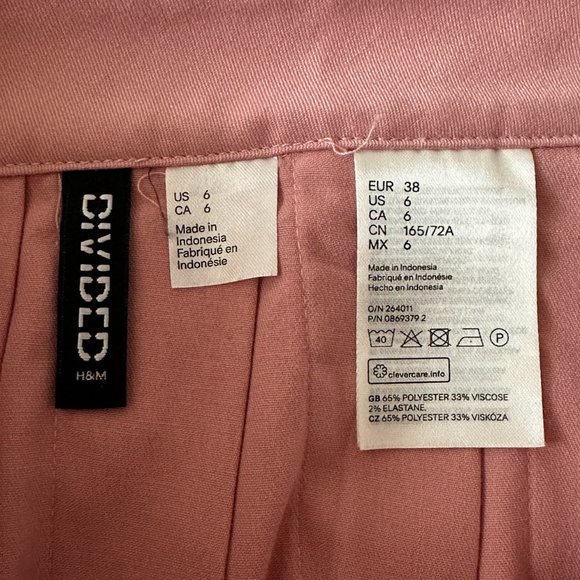 DIVIDED
H&M
US 6
CA 6
Made in
Indonesia
Fabriqué en
Indonésie
EUR 38
US 6
CA 6
CN 165/72A
MX 6
Made in Indonesia
Fabriqué en Indonésie
Hecho en Indonesia
O/N 264011
P/N 0869379 2
40 P
clevercare.info
GB 65% POLYESTER 33% VISCOSE
2% ELASTANE.
CZ 65% POLYESTER 33% VISKÓZA